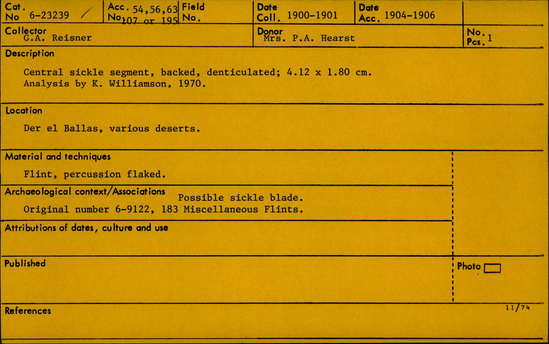 Cat. No 6-23239 Acc. No. 54,56,63 107 or 195 Field No. Date Coll. 1900-1901 Date Acc. 1904-1906
Collector G.A. Reisner Donor Mrs. P.A. Hearst No. Pcs. 1
Description
Central sickle segment, backed, denticulated; 4.12 x 1.80 cm.
Analysis by K. Williamson, 1970.
Location
Der el Ballas, various deserts.
Material and techniques
Flint, percussion flaked.
Archaeological context/Associations Possible sickle blade.
Original number 6-9122, 183 Miscellaneous Flints.
Attributions of dates, culture and use
Published
Photo
References
11/74